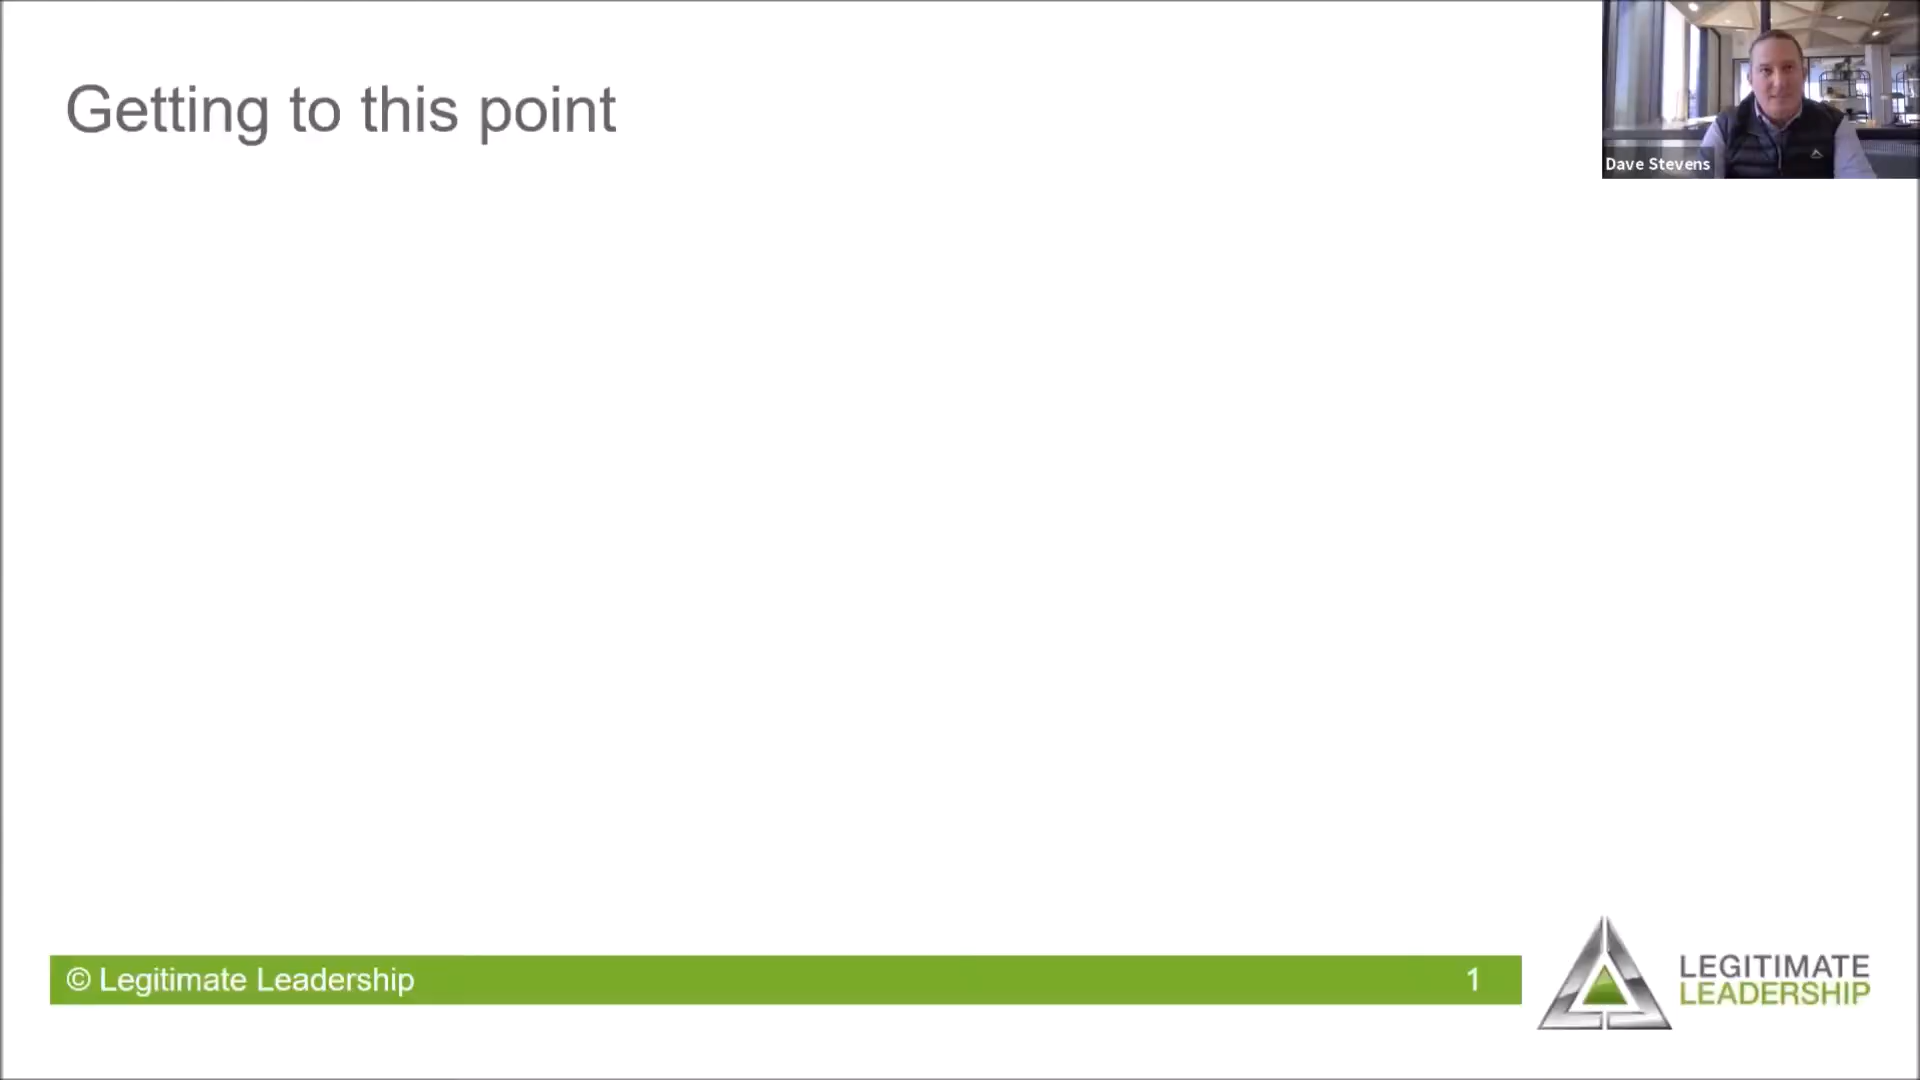 Getting to this point
Dave Stevens
© Legitimate Leadership
1
LEGITIMATE
LEADERSHIP